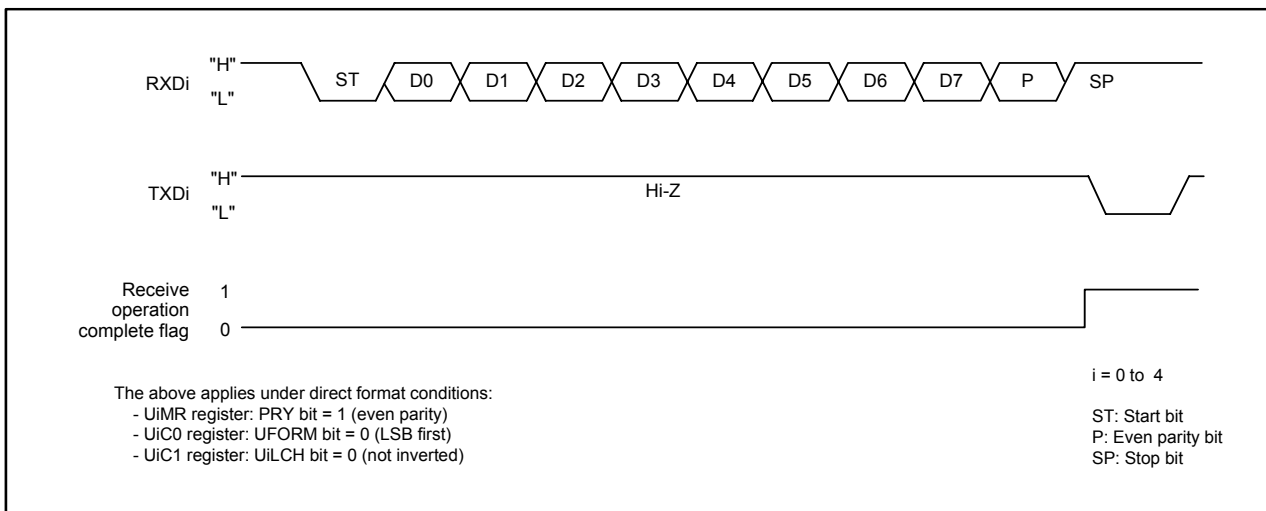 RXDi "H" "L" ST D0 D1 D2 D3 D4 D5 D6 D7 P SP
TXDi "H" "L" Hi-Z
Receive
operation
complete flag
1
0
The above applies under direct format conditions:
- UiMR register: PRY bit = 1 (even parity)
- UiC0 register: UFORM bit = 0 (LSB first)
- UiC1 register: UiLCH bit = 0 (not inverted)
i = 0 to 4
ST: Start bit
P: Even parity bit
SP: Stop bit